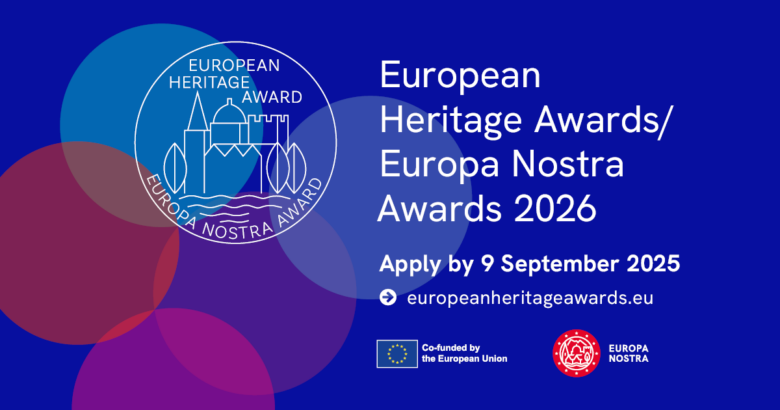 EUROPEAN
HERITAGE
AWARD
EUROPA NOSTRA AWARD
European
Heritage Awards/
Europa Nostra
Awards 2026
Apply by 9 September 2025
europeanheritageawards.eu
Co-funded by
the European Union
EUROPA
NOSTRA